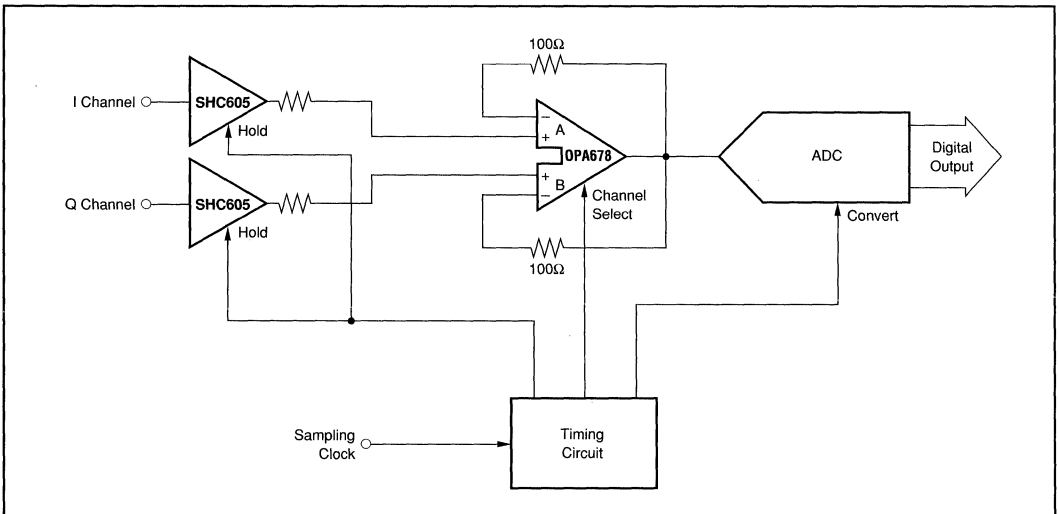 100Ω
I Channel
SHC605
Hold
−
A
+
OPA678
+
B
−
ADC
Digital
Output
Q Channel
SHC605
Hold
Channel
Select
Convert
100Ω
Sampling
Clock
Timing
Circuit